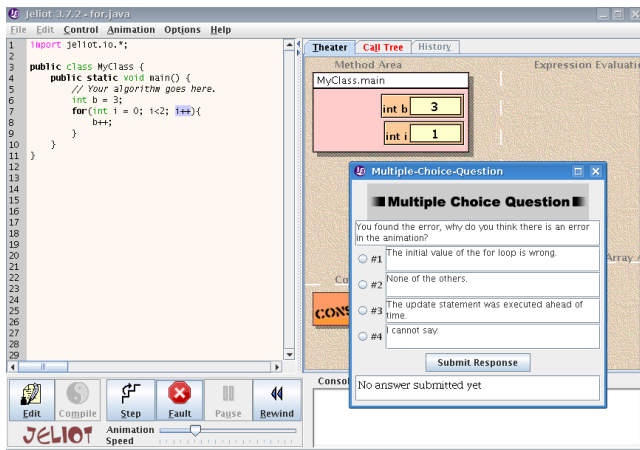 Jeliot 3.7.2 - for.java
File Edit Control Animation Options Help
1 import jeliot.io.*;
2
3 public class MyClass {
4 public static void main() {
5 // Your algorithm goes here.
6 int b = 3;
7 for(int i = 0; i<2; i++){
8 b++;
9 }
10 }
11 }
12
13
14
15
16
17
18
19
20
21
22
23
24
25
26
27
28
29
Theater Call Tree History
Method Area
Expression Evaluatio
MyClass.main
int b 3
int i 1
Multiple-Choice-Question
Multiple Choice Question
You found the error, why do you think there is an error
in the animation?
#1 The initial value of the for loop is wrong.
#2 None of the others.
#3 The update statement was executed ahead of
time.
#4 I cannot say.
Submit Response
No answer submitted yet
Array A
Co
CONS
Consol
Edit Compile Step Fault Pause Rewind
JELIOT
Animation
Speed